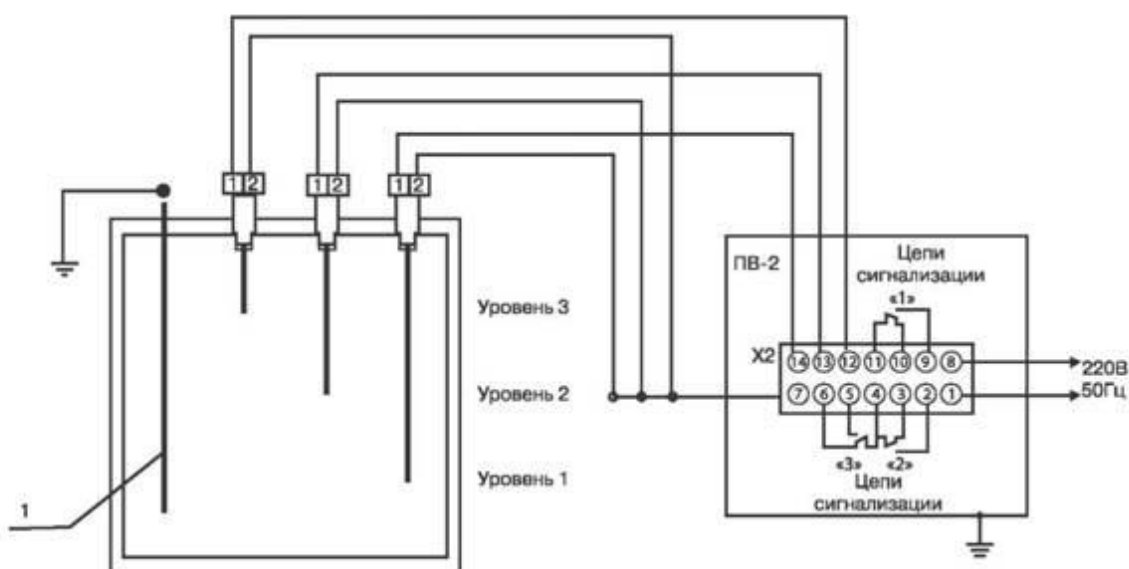 1 2 1 2 1 2
ПВ-2
Цепи
сигнализации
«1»
Уровень 3
X2
14 13 12 11 10 9 8
220В
Уровень 2
7 6 5 4 3 2 1
50Гц
«3» «2»
Цепи
сигнализации
Уровень 1
1